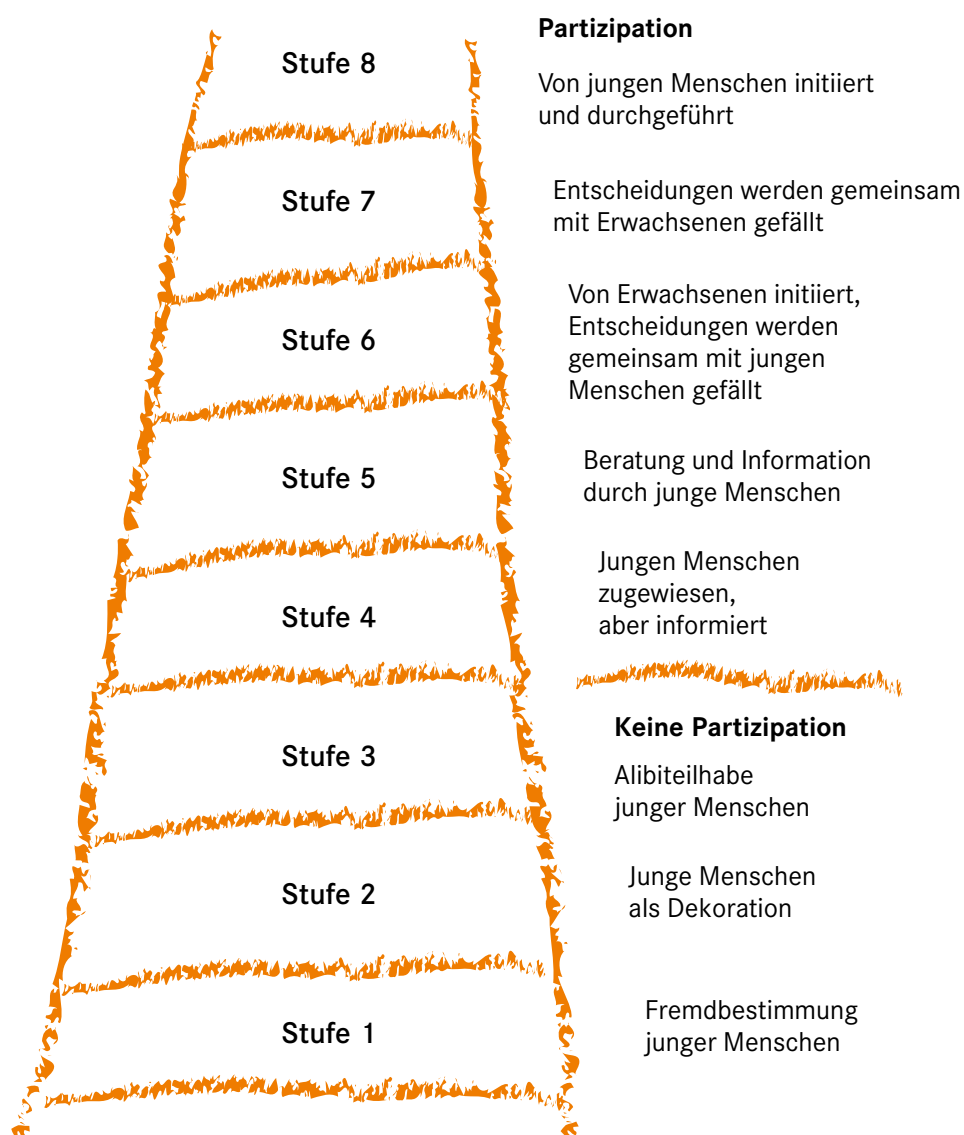 Partizipation
Stufe 8
Von jungen Menschen initiiert
und durchgeführt
Stufe 7
Entscheidungen werden gemeinsam
mit Erwachsenen gefällt
Stufe 6
Von Erwachsenen initiiert,
Entscheidungen werden
gemeinsam mit jungen
Menschen gefällt
Stufe 5
Beratung und Information
durch junge Menschen
Stufe 4
Jungen Menschen
zugewiesen,
aber informiert
Keine Partizipation
Stufe 3
Alibiteilhabe
junger Menschen
Stufe 2
Junge Menschen
als Dekoration
Stufe 1
Fremdbestimmung
junger Menschen